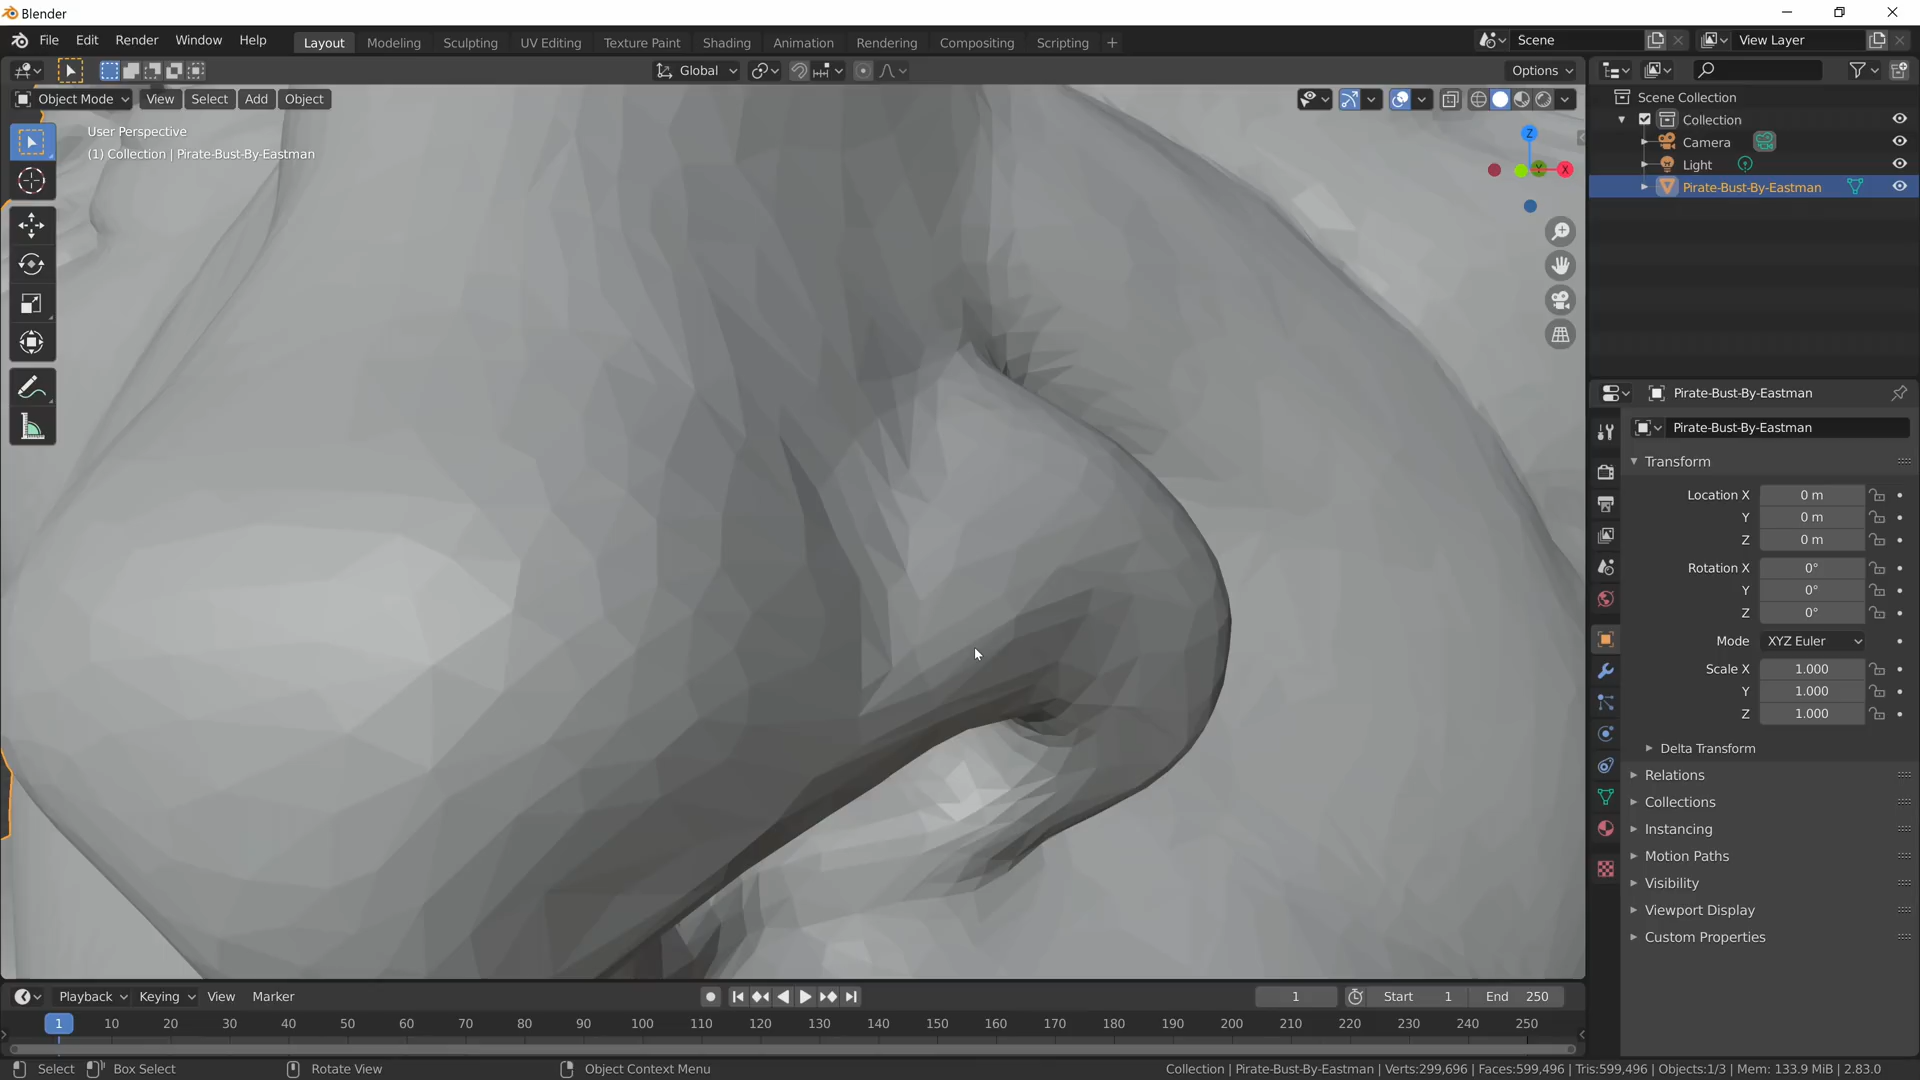 Blender
File Edit Render Window Help Layout Modeling Sculpting UV Editing Texture Paint Shading Animation Rendering Compositing Scripting + Scene View Layer
Global Options
Object Mode View Select Add Object
User Perspective
(1) Collection | Pirate-Bust-By-Eastman
Z
Y X
Scene Collection
Collection
Camera
Light
Pirate-Bust-By-Eastman
Pirate-Bust-By-Eastman
Pirate-Bust-By-Eastman
Transform
Location X 0 m
Y 0 m
Z 0 m
Rotation X 0°
Y 0°
Z 0°
Mode XYZ Euler
Scale X 1.000
Y 1.000
Z 1.000
Delta Transform
Relations
Collections
Instancing
Motion Paths
Visibility
Viewport Display
Custom Properties
Playback Keying View Marker 1 Start 1 End 250
1 10 20 30 40 50 60 70 80 90 100 110 120 130 140 150 160 170 180 190 200 210 220 230 240 250
Select Box Select Rotate View Object Context Menu Collection | Pirate-Bust-By-Eastman | Verts:299,696 | Faces:599,496 | Tris:599,496 | Objects:1/3 | Mem: 133.9 MiB | 2.83.0